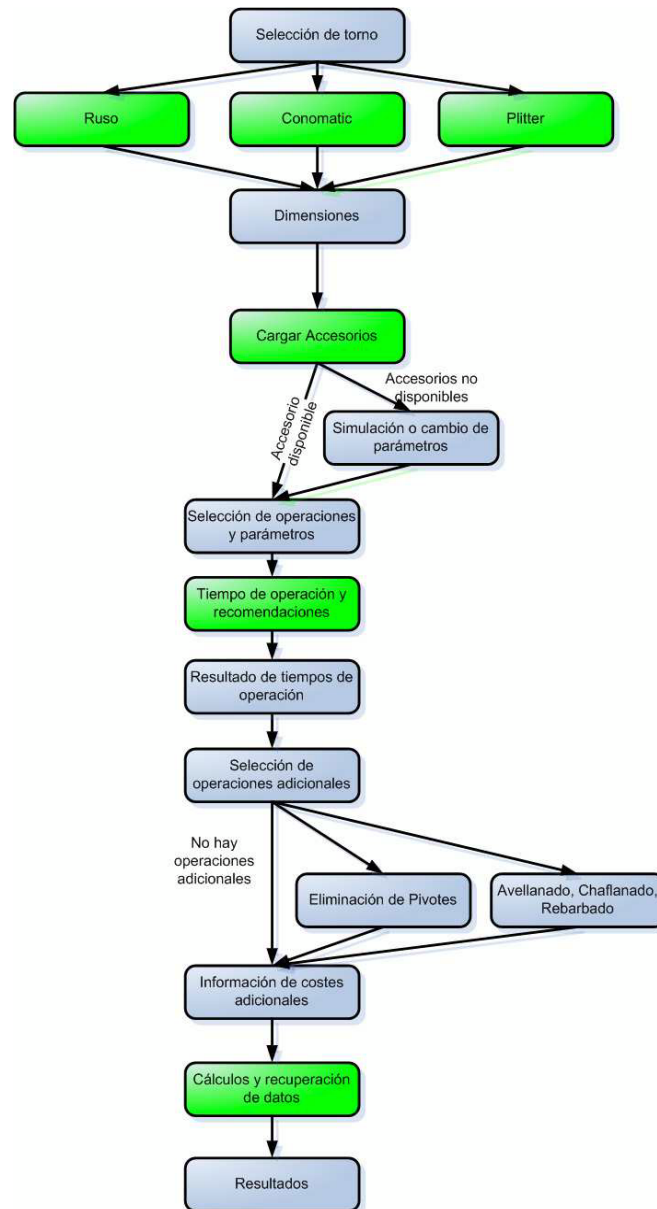 Selección de torno
Ruso
Conomatic
Plitter
Dimensiones
Cargar Accesorios
Accesorios no
disponibles
Accesorio
disponible
Simulación o cambio de
parámetros
Selección de operaciones
y parámetros
Tiempo de operación y
recomendaciones
Resultado de tiempos de
operación
Selección de
operaciones adicionales
No hay
operaciones
adicionales
Eliminación de Pivotes
Avellanado, Chaflanado,
Rebarbado
Información de costes
adicionales
Cálculos y recuperación
de datos
Resultados